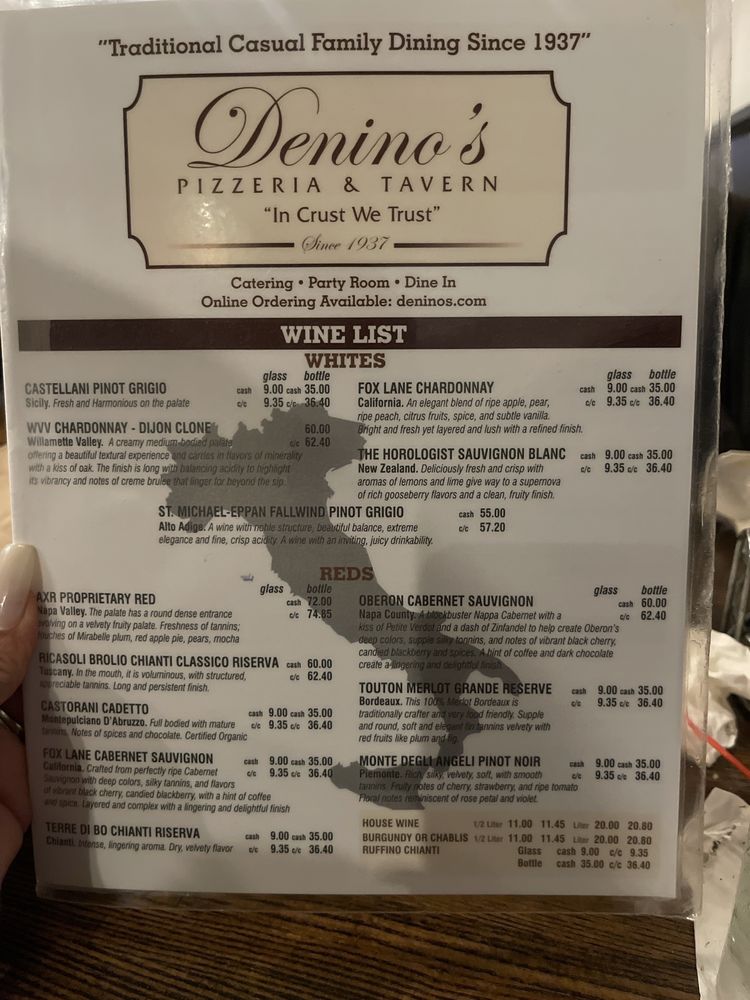 "Traditional Casual Family Dining Since 1937"
Denino's
PIZZERIA & TAVERN
"In Crust We Trust"
Since 1937
Catering • Party Room • Dine In
Online Ordering Available: deninos.com
WINE LIST
WHITES
glass bottle
CASTELLANI PINOT GRIGIO cash 9.00 cash 35.00
Sicily. Fresh and Harmonious on the palate c/c 9.35 c/c 36.40
WVV CHARDONNAY - DIJON CLONE 60.00
Willamette Valley. A creamy medium-bodied palate c/c 62.40
offering a beautiful textural experience and carries in flavors of minerality
with a kiss of oak. The finish is long with balancing acidity to highlight
it's vibrancy and notes of creme brulee that linger for beyond the sip.
glass bottle
FOX LANE CHARDONNAY cash 9.00 cash 35.00
California. An elegant blend of ripe apple, pear, c/c 9.35 c/c 36.40
ripe peach, citrus fruits, spice, and subtle vanilla.
Bright and fresh yet layered and lush with a refined finish.
THE HOROLOGIST SAUVIGNON BLANC cash 9.00 cash 35.00
New Zealand. Deliciously fresh and crisp with c/c 9.35 c/c 36.40
aromas of lemons and lime give way to a supernova
of rich gooseberry flavors and a clean, fruity finish.
ST. MICHAEL-EPPAN FALLWIND PINOT GRIGIO cash 55.00
Alto Adige. A wine with noble structure, beautiful balance, extreme c/c 57.20
elegance and fine, crisp acidity. A wine with an inviting, juicy drinkability.
REDS
glass bottle
AXR PROPRIETARY RED cash 72.00
Napa Valley. The palate has a round dense entrance c/c 74.85
evolving on a velvety fruity palate. Freshness of tannins;
touches of Mirabelle plum, red apple pie, pears, mocha
RICASOLI BROLIO CHIANTI CLASSICO RISERVA cash 60.00
Tuscany. In the mouth, it is voluminous, with structured, c/c 62.40
appreciable tannins. Long and persistent finish.
CASTORANI CADETTO cash 9.00 cash 35.00
Montepulciano D'Abruzzo. Full bodied with mature c/c 9.35 c/c 36.40
tannins. Notes of spices and chocolate. Certified Organic
FOX LANE CABERNET SAUVIGNON cash 9.00 cash 35.00
California. Crafted from perfectly ripe Cabernet c/c 9.35 c/c 36.40
Sauvignon with deep colors, silky tannins, and flavors
of vibrant black cherry, candied blackberry, with a hint of coffee
and spice. Layered and complex with a lingering and delightful finish
TERRE DI BO CHIANTI RISERVA cash 9.00 cash 35.00
Chianti. Intense, lingering aroma. Dry, velvety flavor c/c 9.35 c/c 36.40
glass bottle
OBERON CABERNET SAUVIGNON cash 60.00
Napa County. A blockbuster Nappa Cabernet with a c/c 62.40
kiss of Petite Verdot and a dash of Zinfandel to help create Oberon's
deep colors, supple silky tonnins, and notes of vibrant black cherry,
candied blackberry and spices. A hint of coffee and dark chocolate
create a lingering and delightful finish
TOUTON MERLOT GRANDE RESERVE cash 9.00 cash 35.00
Bordeaux. This 100% Merlot Bordeaux is c/c 9.35 c/c 36.40
traditionally crafter and very food friendly. Supple
and round, soft and elegant tannins velvety with
red fruits like plum and fig.
MONTE DEGLI ANGELI PINOT NOIR cash 9.00 cash 35.00
Piemonte. Rich, silky, velvety, soft, with smooth c/c 9.35 c/c 36.40
tannins. Fruity notes of cherry, strawberry, and ripe tomato
Floral notes reminiscent of rose petal and violet.
HOUSE WINE 1/2 Liter 11.00 11.45 Liter 20.00 20.80
BURGUNDY OR CHABLIS 1/2 Liter 11.00 11.45 Liter 20.00 20.80
RUFFINO CHIANTI Glass cash 9.00 c/c 9.35
Bottle cash 35.00 c/c 36.40